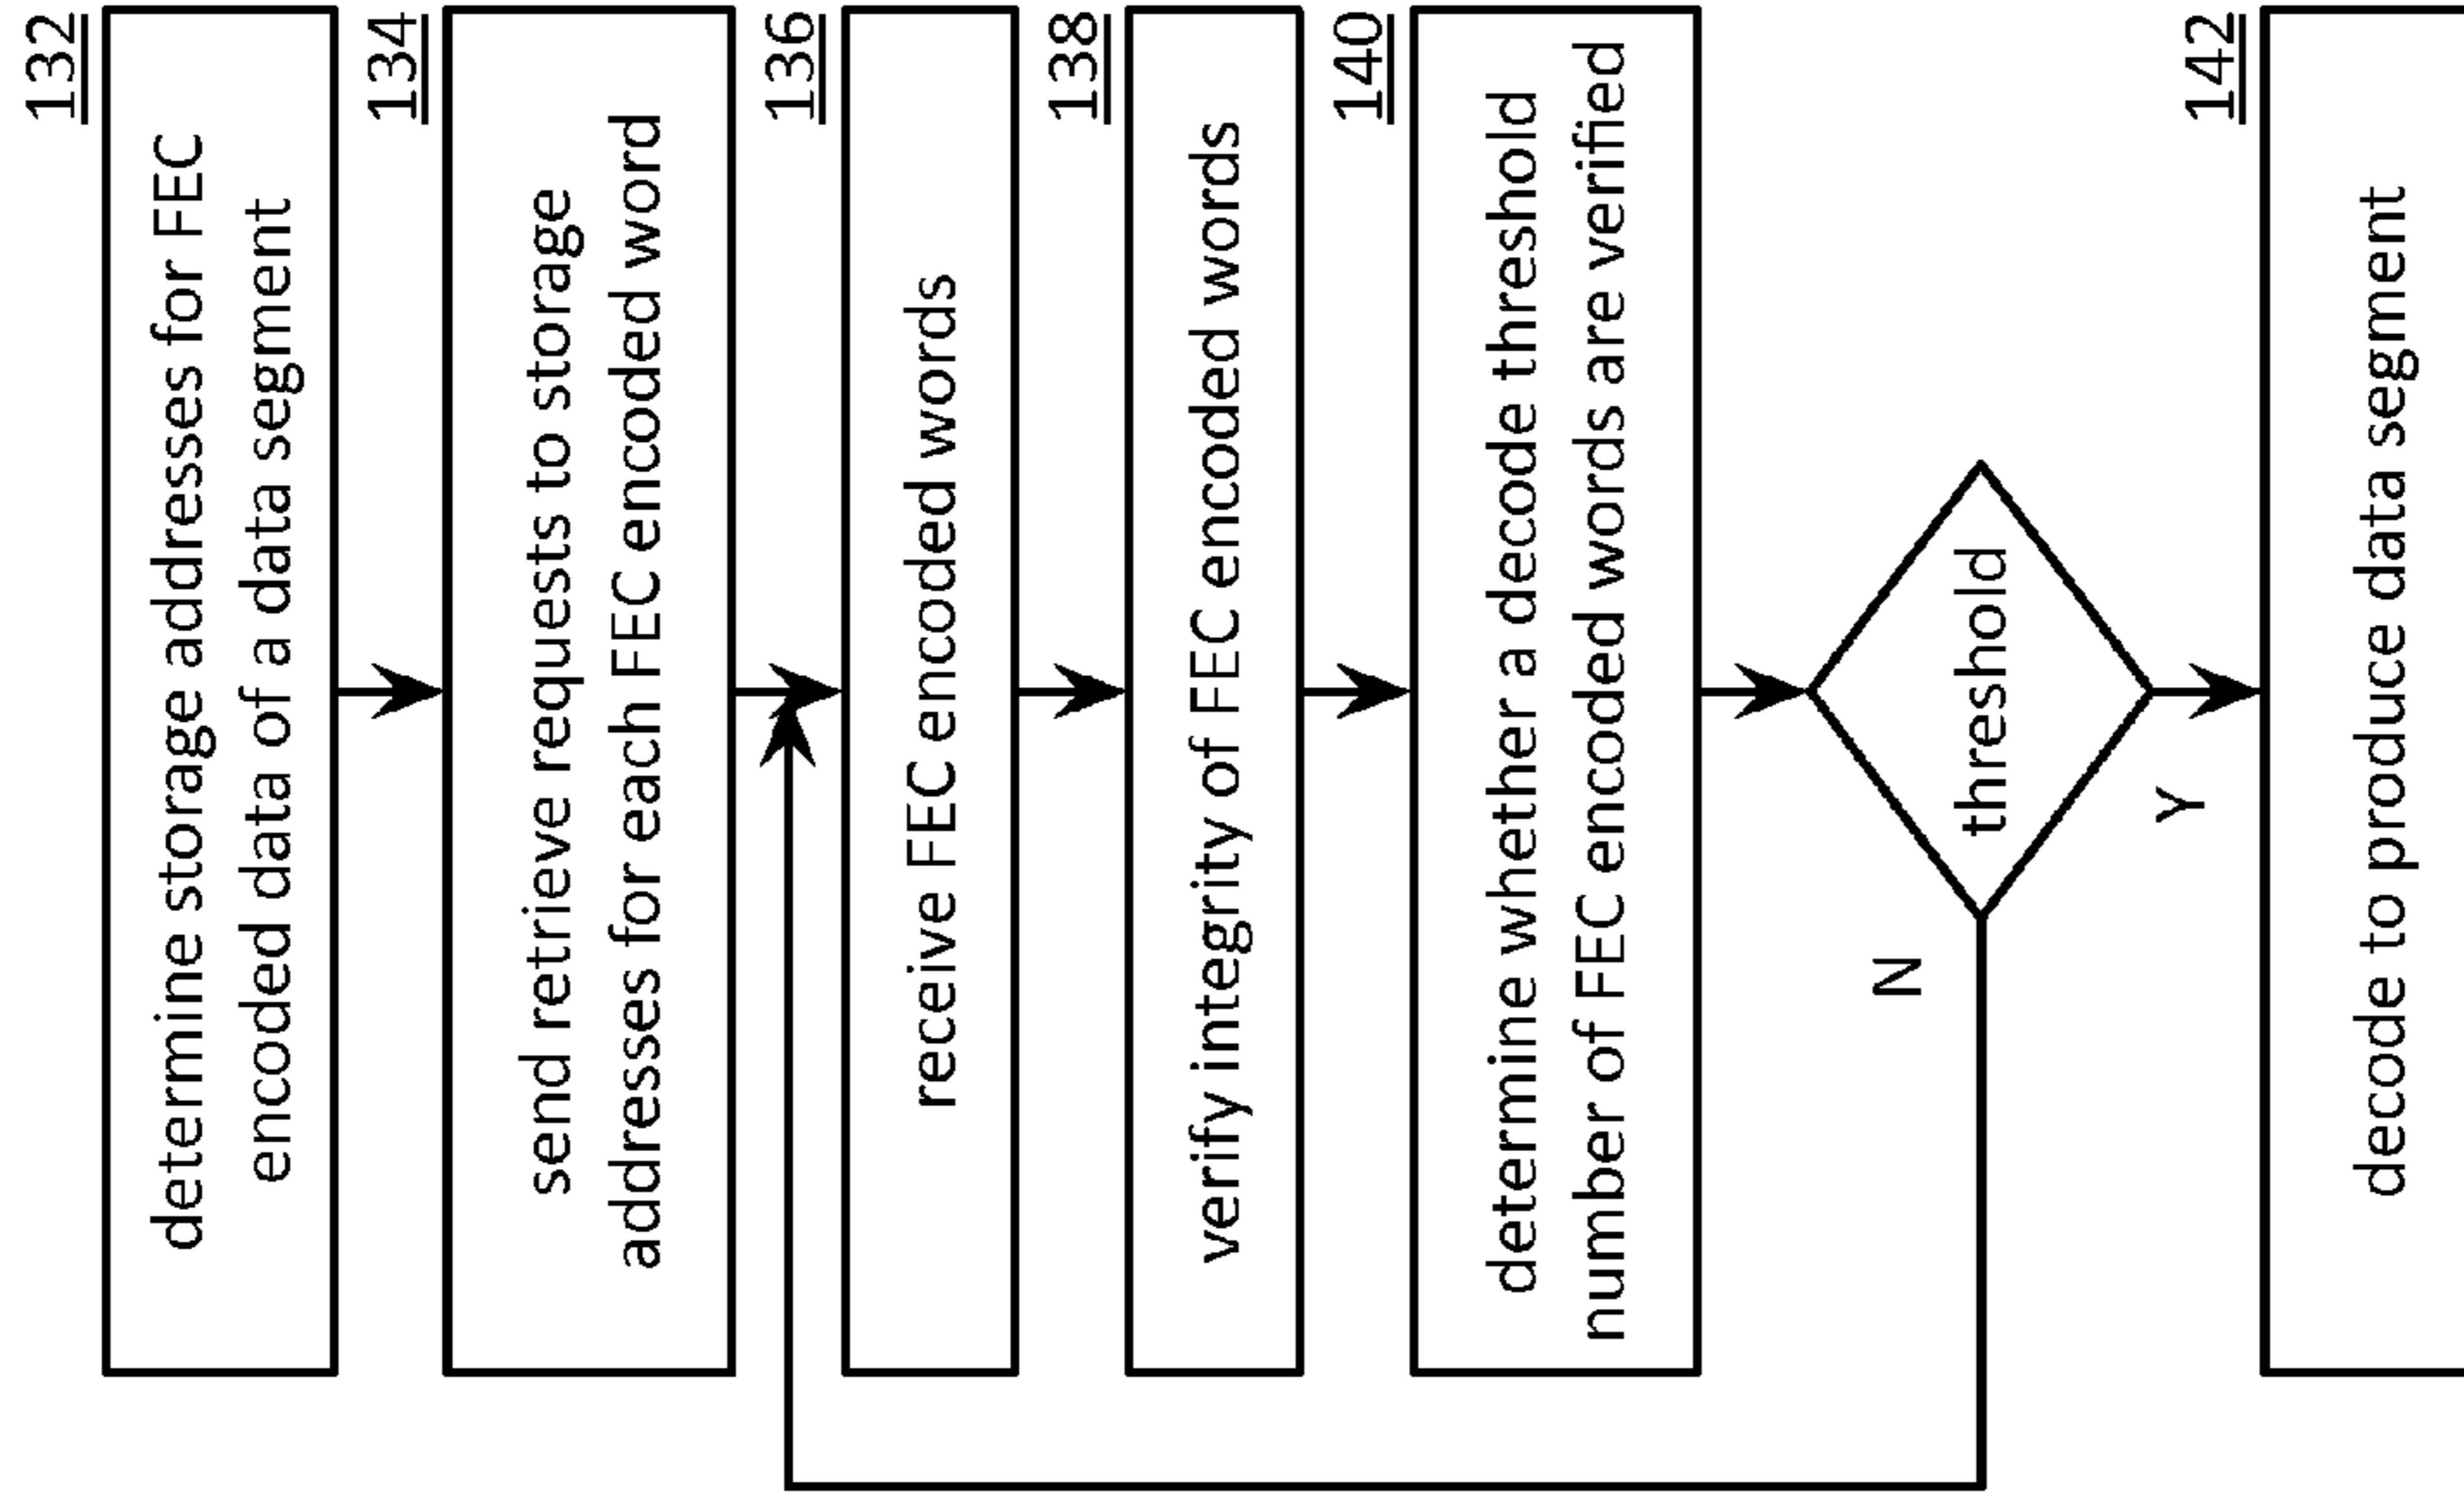 132
determine storage addresses for FEC
encoded data of a data segment
134
send retrieve requests to storage
addresses for each FEC encoded word
136
receive FEC encoded words
138
verify integrity of FEC encoded words
140
determine whether a decode threshold
number of FEC encoded words are verified
threshold
N
Y
142
decode to produce data segment